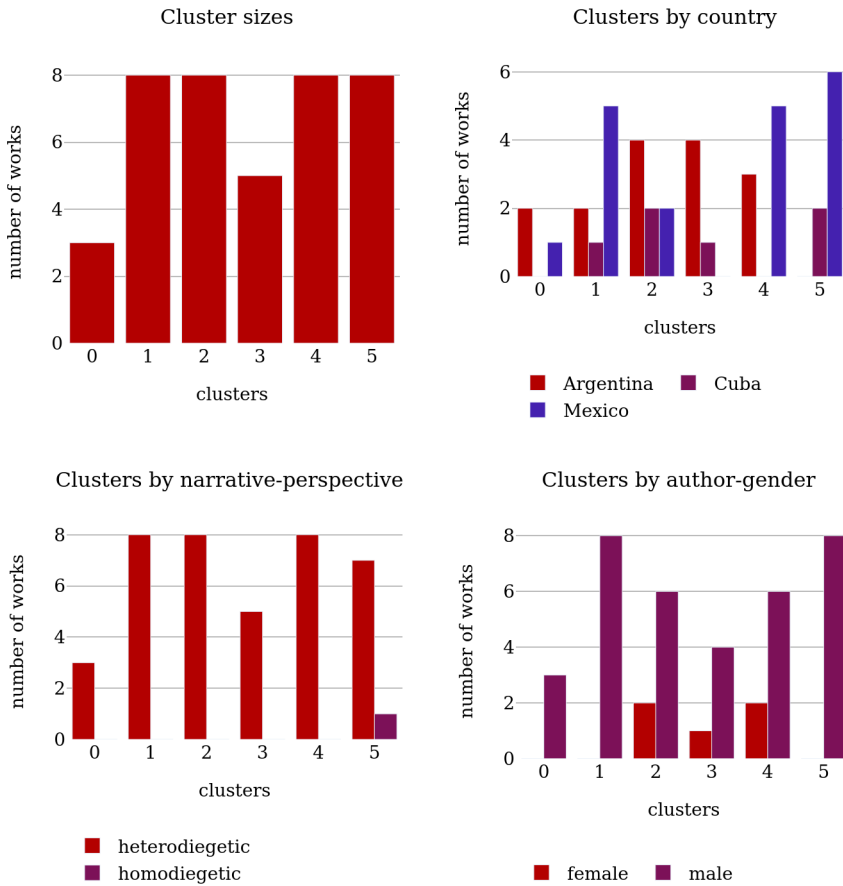 Cluster sizes
number of works
8
6
4
2
0
0 1 2 3 4 5
clusters
Clusters by country
number of works
6
4
2
0
0 1 2 3 4 5
clusters
Argentina Cuba
Mexico
Clusters by narrative-perspective
number of works
8
6
4
2
0
0 1 2 3 4 5
clusters
heterodiegetic
homodiegetic
Clusters by author-gender
number of works
8
6
4
2
0
0 1 2 3 4 5
clusters
female male